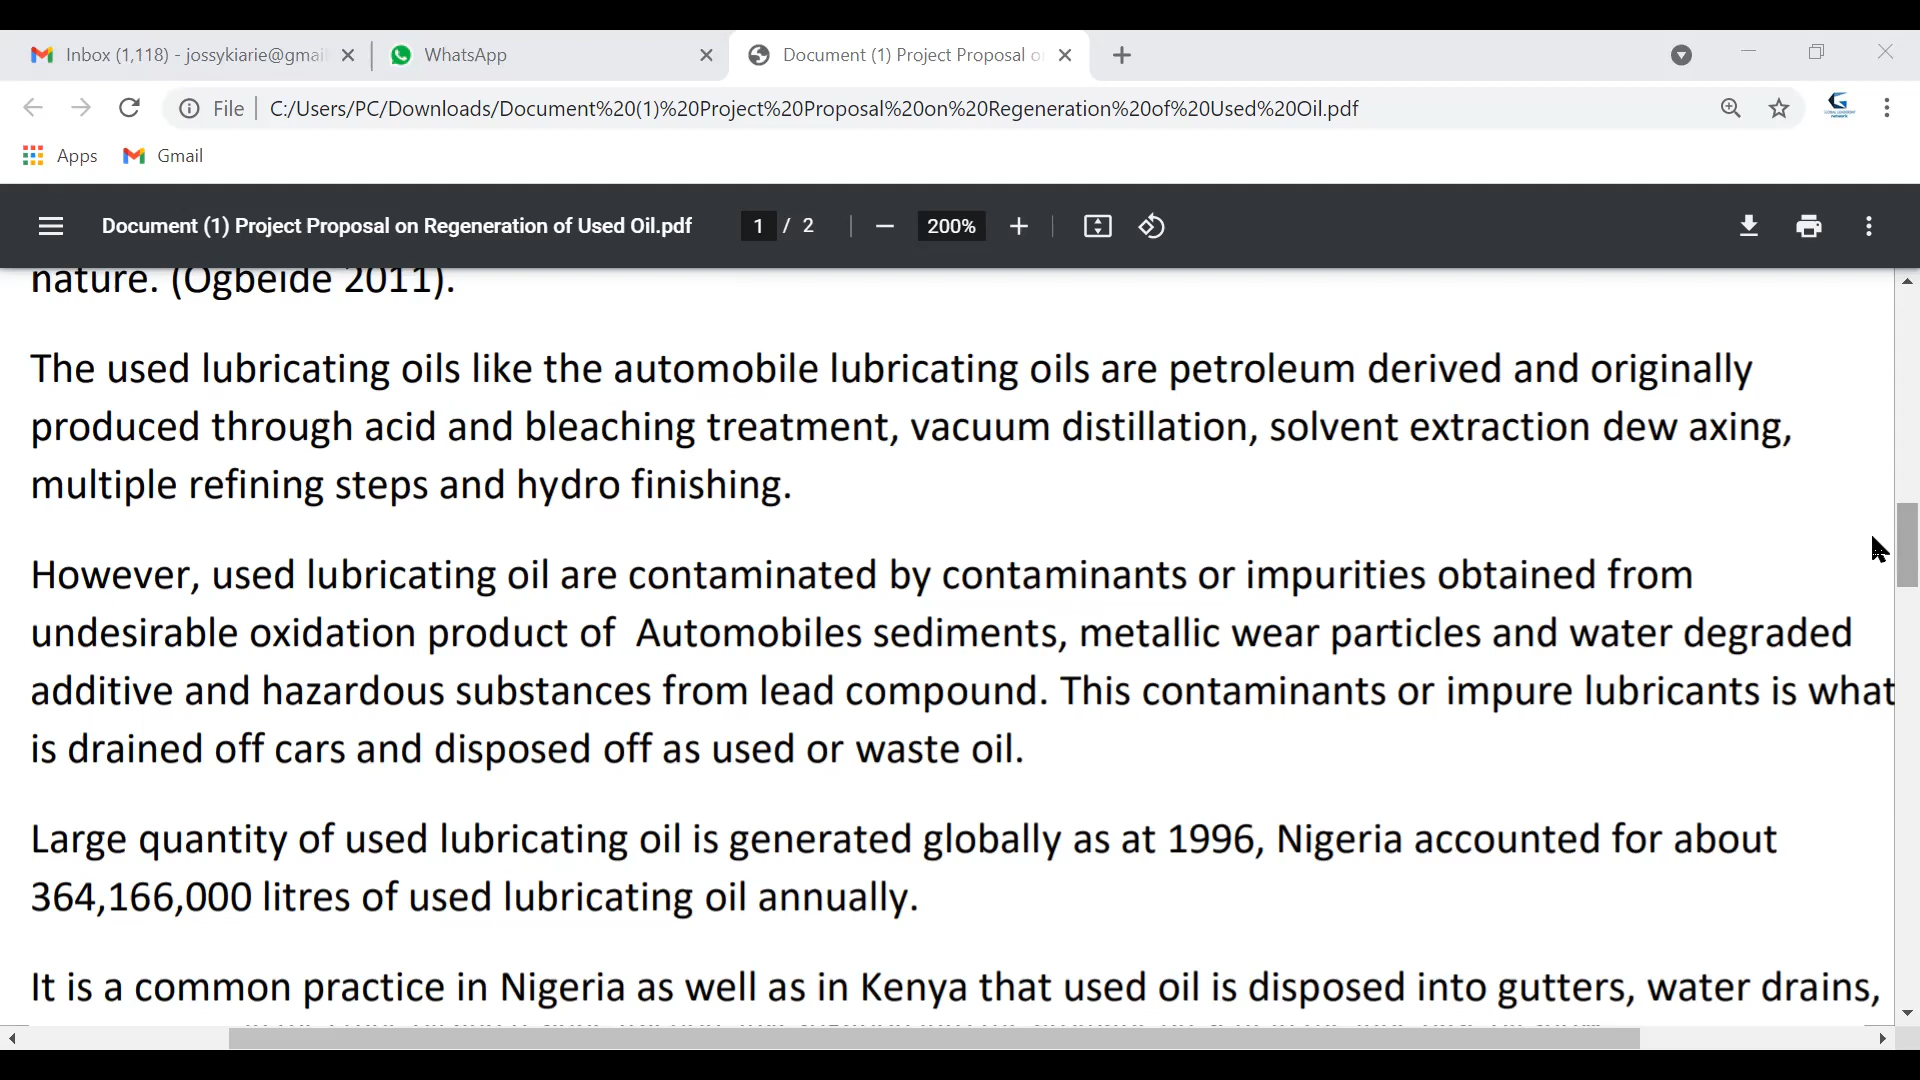 Inbox (1,118) - jossykiarie@gmai
WhatsApp
Document (1) Project Proposal o
File
C:/Users/PC/Downloads/Document%20(1)%20Project%20Proposal%20on%20Regeneration%20of%20Used%20Oil.pdf
Apps
Gmail
Document (1) Project Proposal on Regeneration of Used Oil.pdf
1 / 2
200%
nature. (Ogbeide 2011).
The used lubricating oils like the automobile lubricating oils are petroleum derived and originally
produced through acid and bleaching treatment, vacuum distillation, solvent extraction dew axing,
multiple refining steps and hydro finishing.
However, used lubricating oil are contaminated by contaminants or impurities obtained from
undesirable oxidation product of  Automobiles sediments, metallic wear particles and water degraded
additive and hazardous substances from lead compound. This contaminants or impure lubricants is what
is drained off cars and disposed off as used or waste oil.
Large quantity of used lubricating oil is generated globally as at 1996, Nigeria accounted for about
364,166,000 litres of used lubricating oil annually.
It is a common practice in Nigeria as well as in Kenya that used oil is disposed into gutters, water drains,